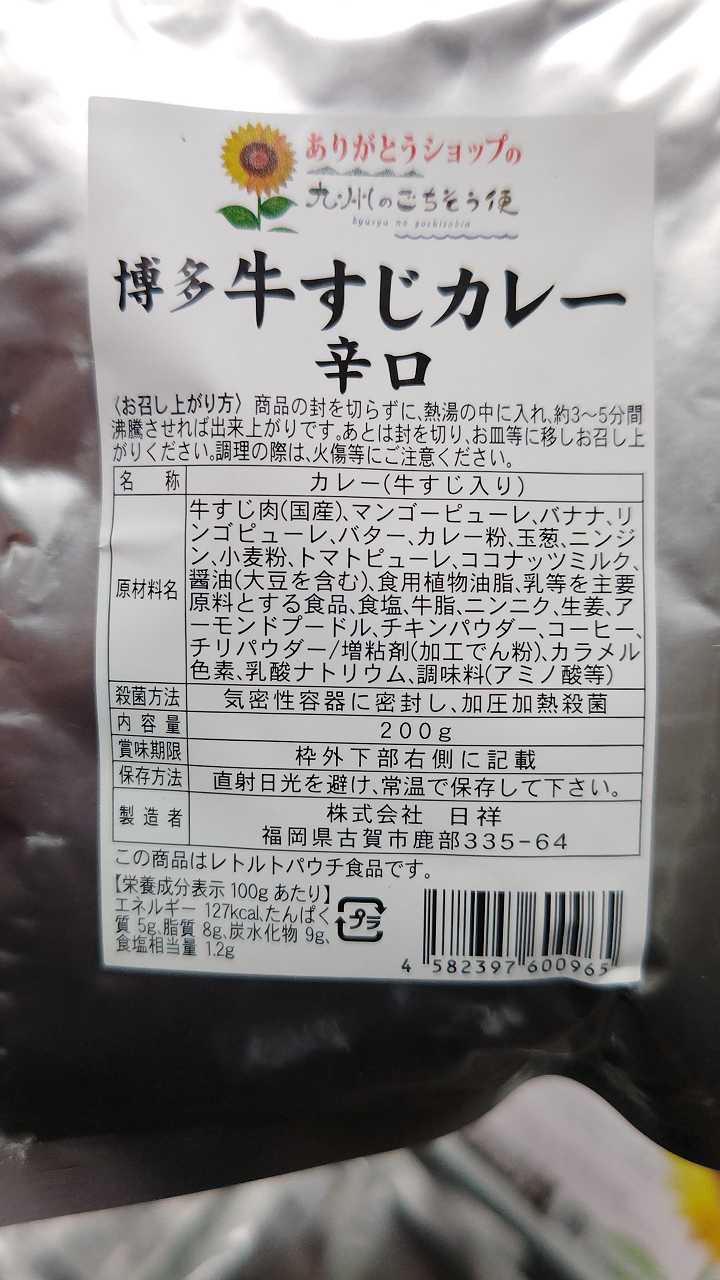 ありがとうショップの
九州のごちそう便
kyusyu no gochisobin
博多牛すじカレー
辛口
〈お召し上がり方〉商品の封を切らずに、熱湯の中に入れ、約3〜5分間
沸騰させれば出来上がりです。あとは封を切り、お皿等に移しお召し上
がりください。調理の際は、火傷等にご注意ください。
名称 カレー(牛すじ入り)
原材料名 牛すじ肉(国産)、マンゴーピューレ、バナナ、リ
ンゴピューレ、バター、カレー粉、玉葱、ニンジ
ン、小麦粉、トマトピューレ、ココナッツミルク、
醤油(大豆を含む)、食用植物油脂、乳等を主要
原料とする食品、食塩、牛脂、ニンニク、生姜、ア
ーモンドプードル、チキンパウダー、コーヒー、
チリパウダー/増粘剤(加工でん粉)、カラメル
色素、乳酸ナトリウム、調味料(アミノ酸等)
殺菌方法 気密性容器に密封し、加圧加熱殺菌
内容量 200g
賞味期限 枠外下部右側に記載
保存方法 直射日光を避け、常温で保存して下さい。
製造者 株式会社 日祥
福岡県古賀市鹿部335-64
この商品はレトルトパウチ食品です。
【栄養成分表示 100gあたり】
エネルギー 127kcal、たんぱく
質 5g、脂質 8g、炭水化物 9g、
食塩相当量 1.2g
プラ
4 582397 600965